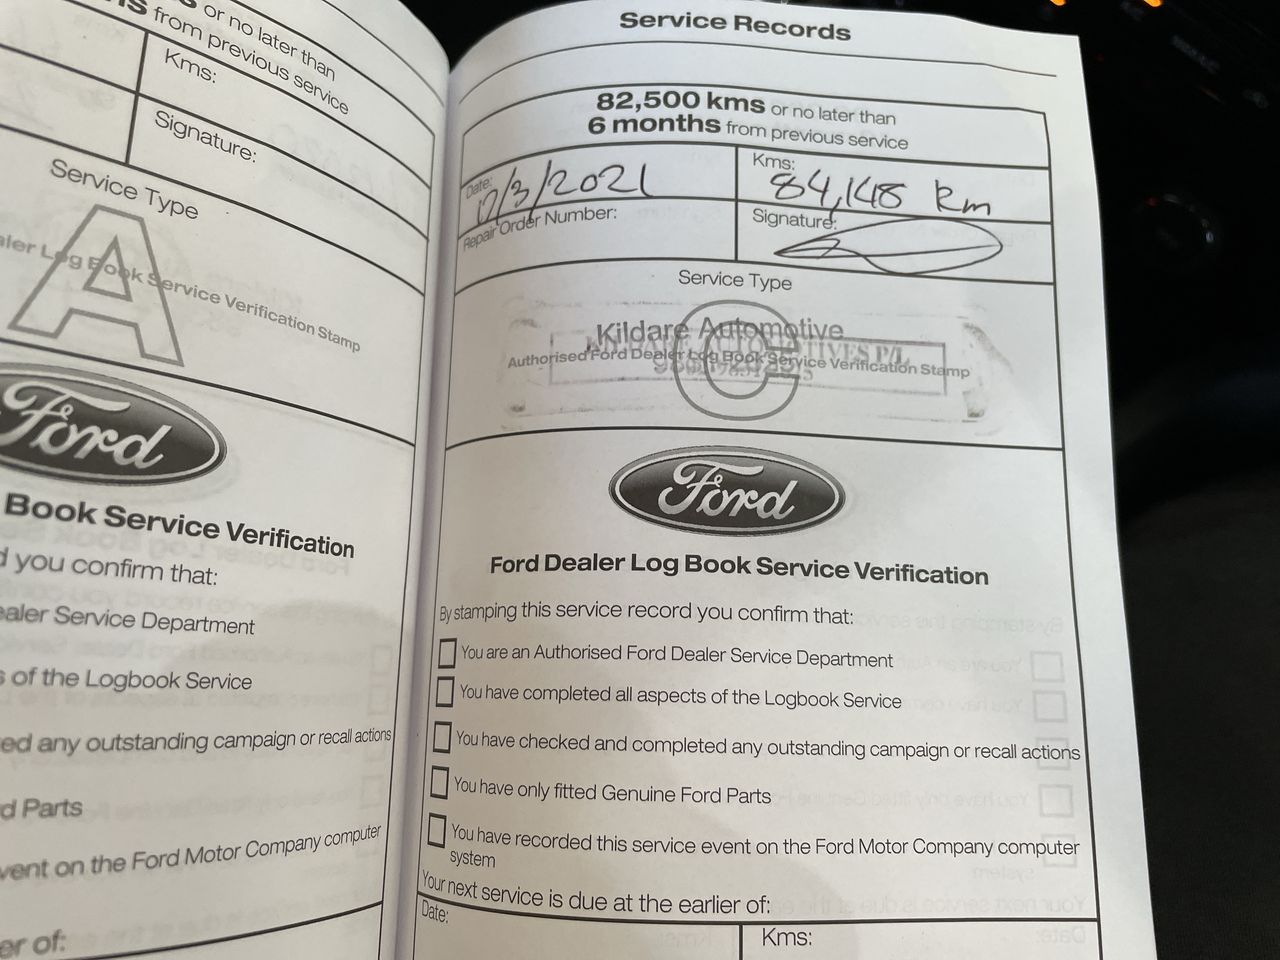 or no later than
from previous service
Kms:
Signature:
Service Type
A
Log Book Service Verification Stamp
Ford
Book Service Verification
you confirm that:
Dealer Service Department
of the Logbook Service
any outstanding campaign or recall actions
Parts
on the Ford Motor Company computer
of:
Service Records
82,500 kms or no later than
6 months from previous service
Date:
/3/2021
Kms:
84,148 km
Repair Order Number:
Signature:
Service Type
C
Kildare Automotive
Authorised Ford Dealer Log Book Service Verification Stamp
Ford
Ford Dealer Log Book Service Verification
By stamping this service record you confirm that:
You are an Authorised Ford Dealer Service Department
You have completed all aspects of the Logbook Service
You have checked and completed any outstanding campaign or recall actions
You have only fitted Genuine Ford Parts
You have recorded this service event on the Ford Motor Company computer
system
Your next service is due at the earlier of:
Date:
Kms: